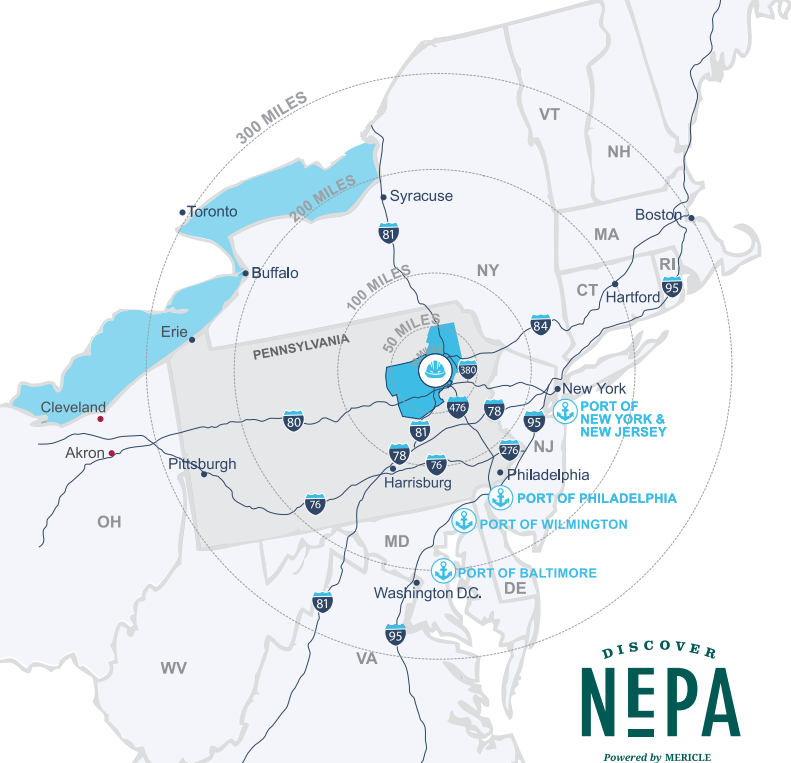 300 MILES
VT
NH
200 MILES
Toronto
Syracuse
Boston
81
MA
NY
RI
Buffalo
100 MILES
CT
95
Hartford
84
Erie
50 MILES
PENNSYLVANIA
380
New York
Cleveland
476
78
PORT OF
NEW YORK &
NEW JERSEY
80
95
81
NJ
Akron
78
276
Pittsburgh
76
Philadelphia
Harrisburg
76
PORT OF PHILADELPHIA
OH
PORT OF WILMINGTON
MD
PORT OF BALTIMORE
Washington D.C.
DE
81
95
VA
WV
DISCOVER
NEPA
Powered by MERICLE